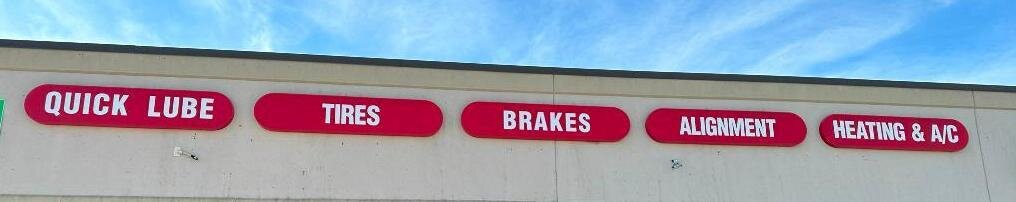 QUICK LUBE
TIRES
BRAKES
ALIGNMENT
HEATING & A/C